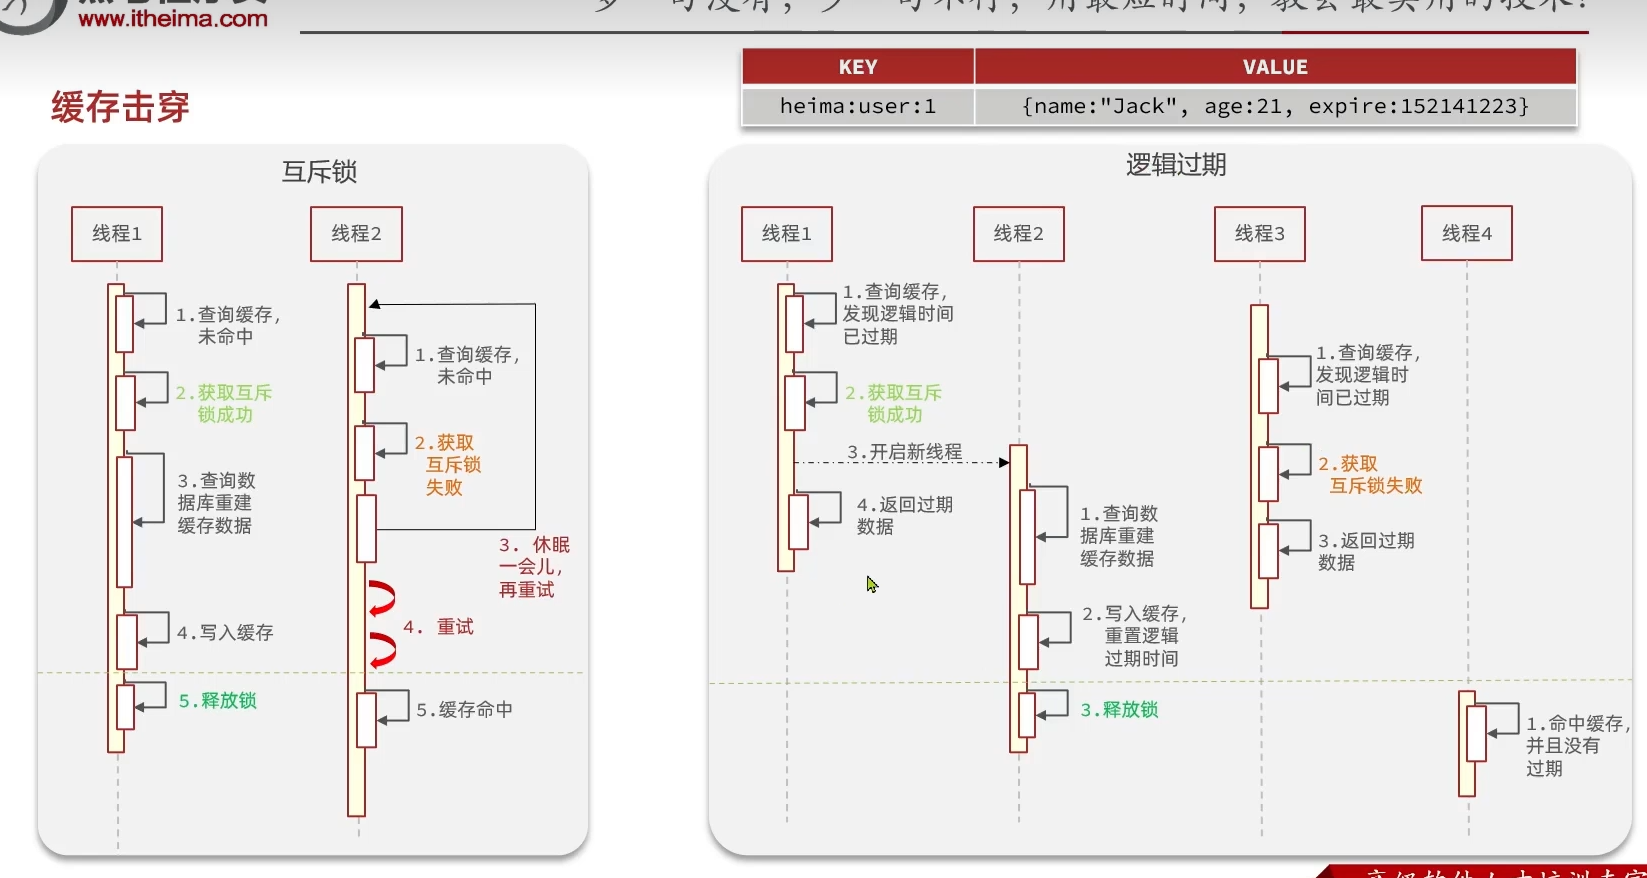 www.itheima.com
缓存击穿
KEY VALUE
heima:user:1 {name:"Jack", age:21, expire:152141223}
互斥锁
线程1 线程2
1.查询缓存,
未命中
2.获取互斥
锁成功
3.查询数
据库重建
缓存数据
4.写入缓存
5.释放锁
1.查询缓存,
未命中
2.获取
互斥锁
失败
3. 休眠
一会儿,
再重试
4. 重试
5.缓存命中
逻辑过期
线程1 线程2 线程3 线程4
1.查询缓存,
发现逻辑时间
已过期
2.获取互斥
锁成功
3.开启新线程
4.返回过期
数据
1.查询数
据库重建
缓存数据
2.写入缓存,
重置逻辑
过期时间
3.释放锁
1.查询缓存,
发现逻辑时
间已过期
2.获取
互斥锁失败
3.返回过期
数据
1.命中缓存,
并且没有
过期